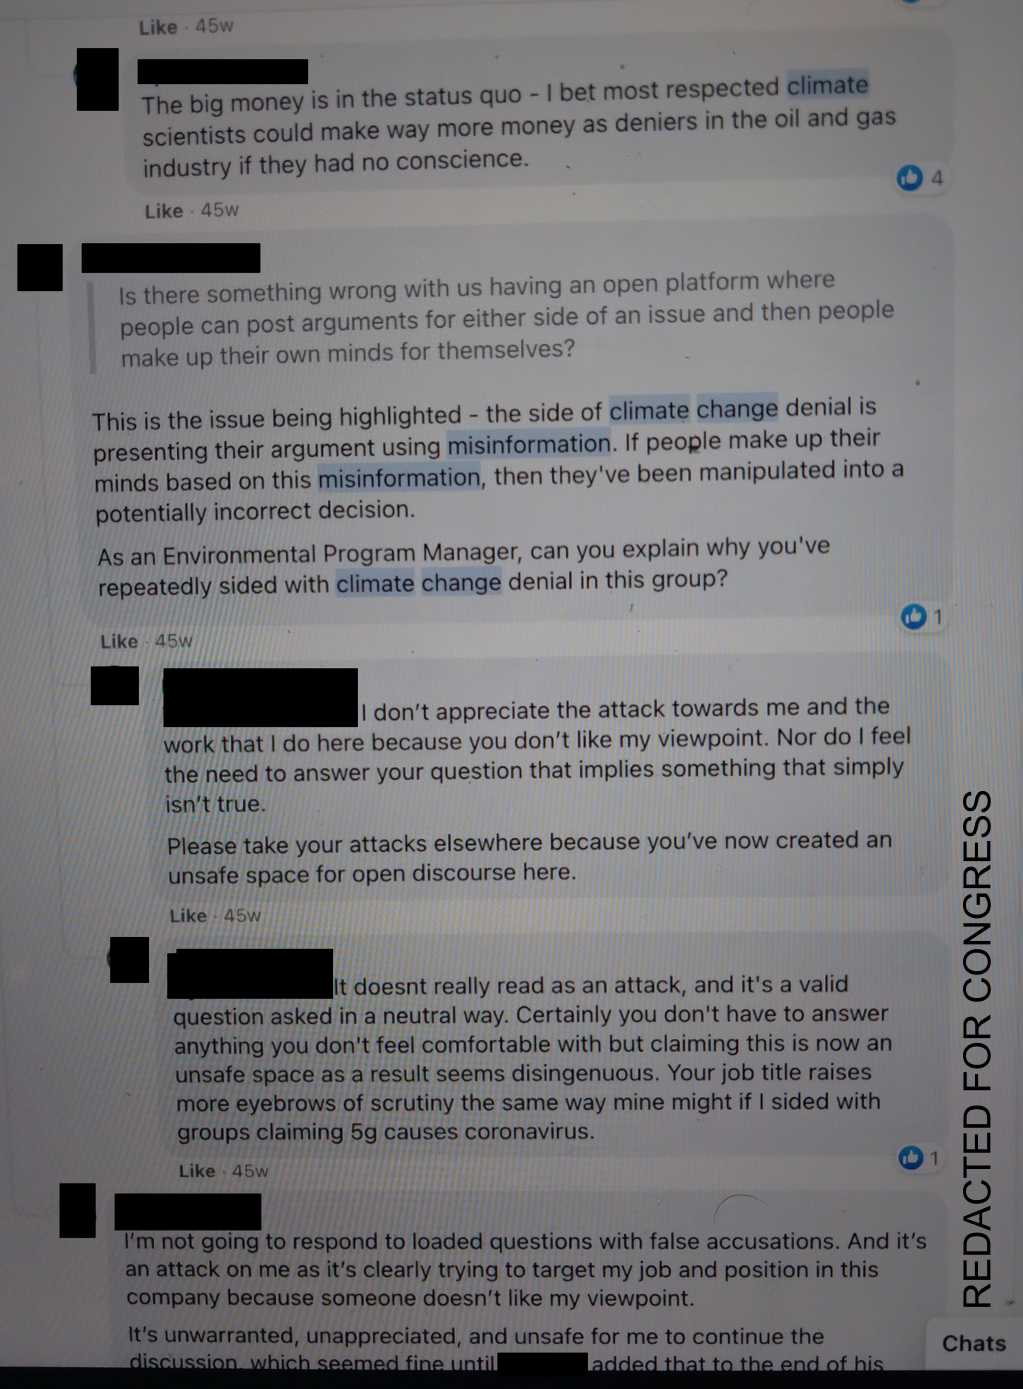 Like · 45w
The big money is in the status quo - I bet most respected climate
scientists could make way more money as deniers in the oil and gas
industry if they had no conscience.
4
Like · 45w
Is there something wrong with us having an open platform where
people can post arguments for either side of an issue and then people
make up their own minds for themselves?
This is the issue being highlighted - the side of climate change denial is
presenting their argument using misinformation. If people make up their
minds based on this misinformation, then they've been manipulated into a
potentially incorrect decision.
As an Environmental Program Manager, can you explain why you've
repeatedly sided with climate change denial in this group?
1
Like · 45w
I don't appreciate the attack towards me and the
work that I do here because you don't like my viewpoint. Nor do I feel
the need to answer your question that implies something that simply
isn't true.
Please take your attacks elsewhere because you've now created an
unsafe space for open discourse here.
Like · 45w
It doesnt really read as an attack, and it's a valid
question asked in a neutral way. Certainly you don't have to answer
anything you don't feel comfortable with but claiming this is now an
unsafe space as a result seems disingenuous. Your job title raises
more eyebrows of scrutiny the same way mine might if I sided with
groups claiming 5g causes coronavirus.
1
Like · 45w
I'm not going to respond to loaded questions with false accusations. And it's
an attack on me as it's clearly trying to target my job and position in this
company because someone doesn't like my viewpoint.
It's unwarranted, unappreciated, and unsafe for me to continue the
discussion, which seemed fine until added that to the end of his
Chats
REDACTED FOR CONGRESS